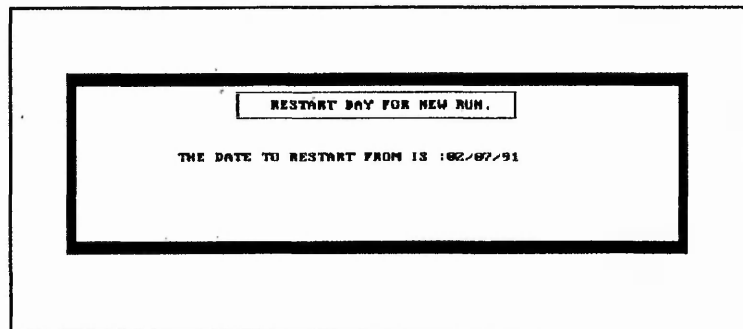 RESTART DAY FOR NEW RUN.
THE DATE TO RESTART FROM IS :02/07/91